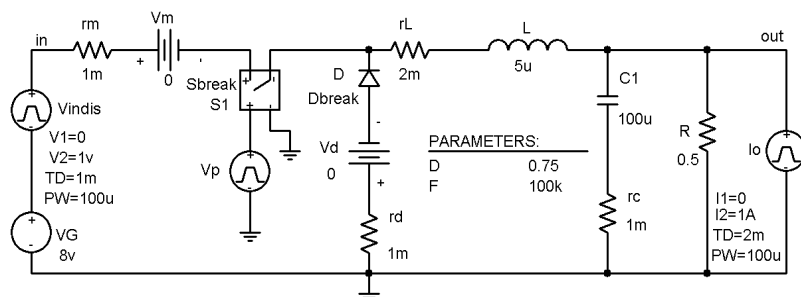 in
rm
1m
Vm
+
-
0
Sbreak
S1
+
-
+
-
D
Dbreak
rL
2m
L
5u
out
C1
100u
rc
1m
R
0.5
Io
+
-
I1=0
I2=1A
TD=2m
PW=100u
Vindis
+
-
V1=0
V2=1v
TD=1m
PW=100u
VG
+
-
8v
Vp
+
-
-
Vd
0
+
rd
1m
PARAMETERS:
D 0.75
F 100k